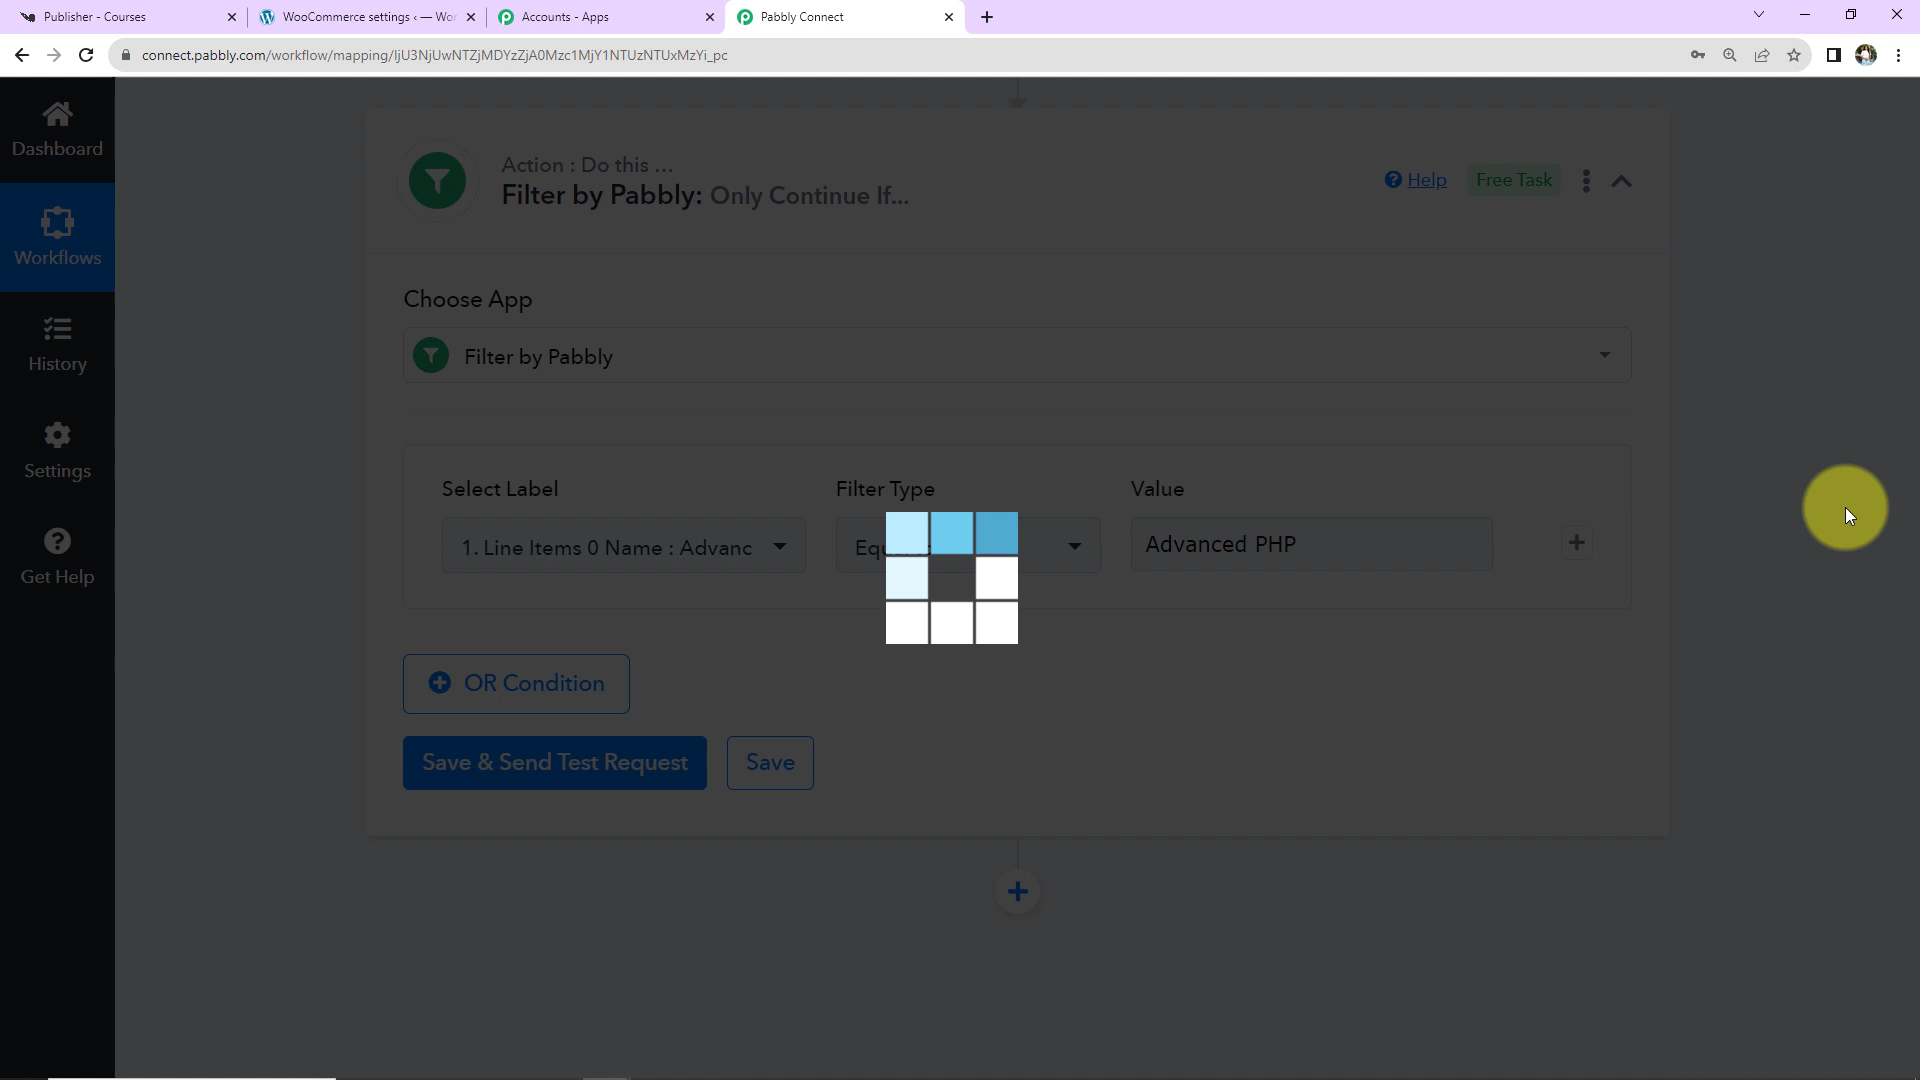 Publisher - Courses
WooCommerce settings ‹ — Wor
Accounts - Apps
Pabbly Connect
connect.pabbly.com/workflow/mapping/IjU3NjUwNTZjMDYzZjA0Mzc1MjY1NTUzNTUxMzYi_pc
Dashboard
Workflows
History
Settings
Get Help
Action : Do this ...
Filter by Pabbly: Only Continue If...
Help
Free Task
Choose App
Filter by Pabbly
Select Label
Filter Type
Value
1. Line Items 0 Name : Advanc
Advanced PHP
OR Condition
Save & Send Test Request
Save